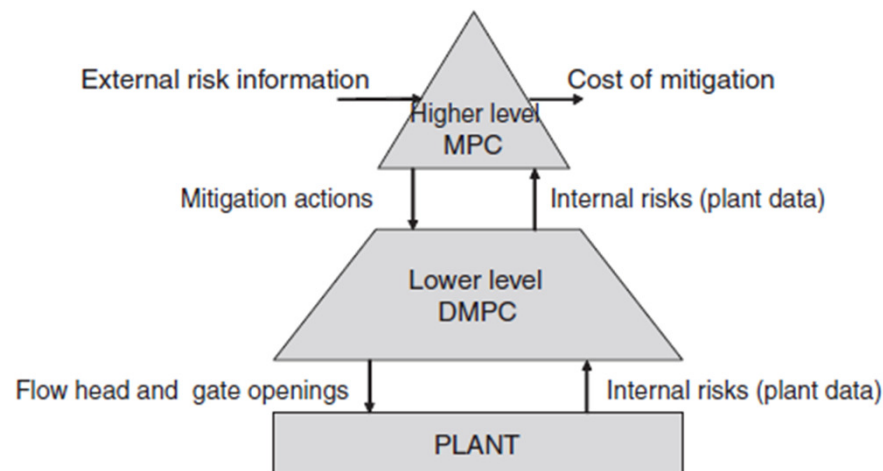 External risk information
Cost of mitigation
Higher level
MPC
Mitigation actions
Internal risks (plant data)
Lower level
DMPC
Flow head and gate openings
Internal risks (plant data)
PLANT